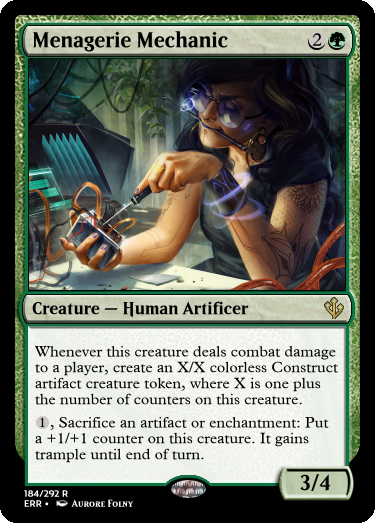 Menagerie Mechanic 2
Creature — Human Artificer
Whenever this creature deals combat damage
to a player, create an X/X colorless Construct
artifact creature token, where X is one plus
the number of counters on this creature.
1, Sacrifice an artifact or enchantment: Put
a +1/+1 counter on this creature. It gains
trample until end of turn.
3/4
184/292 R
ERR • Aurore Folny